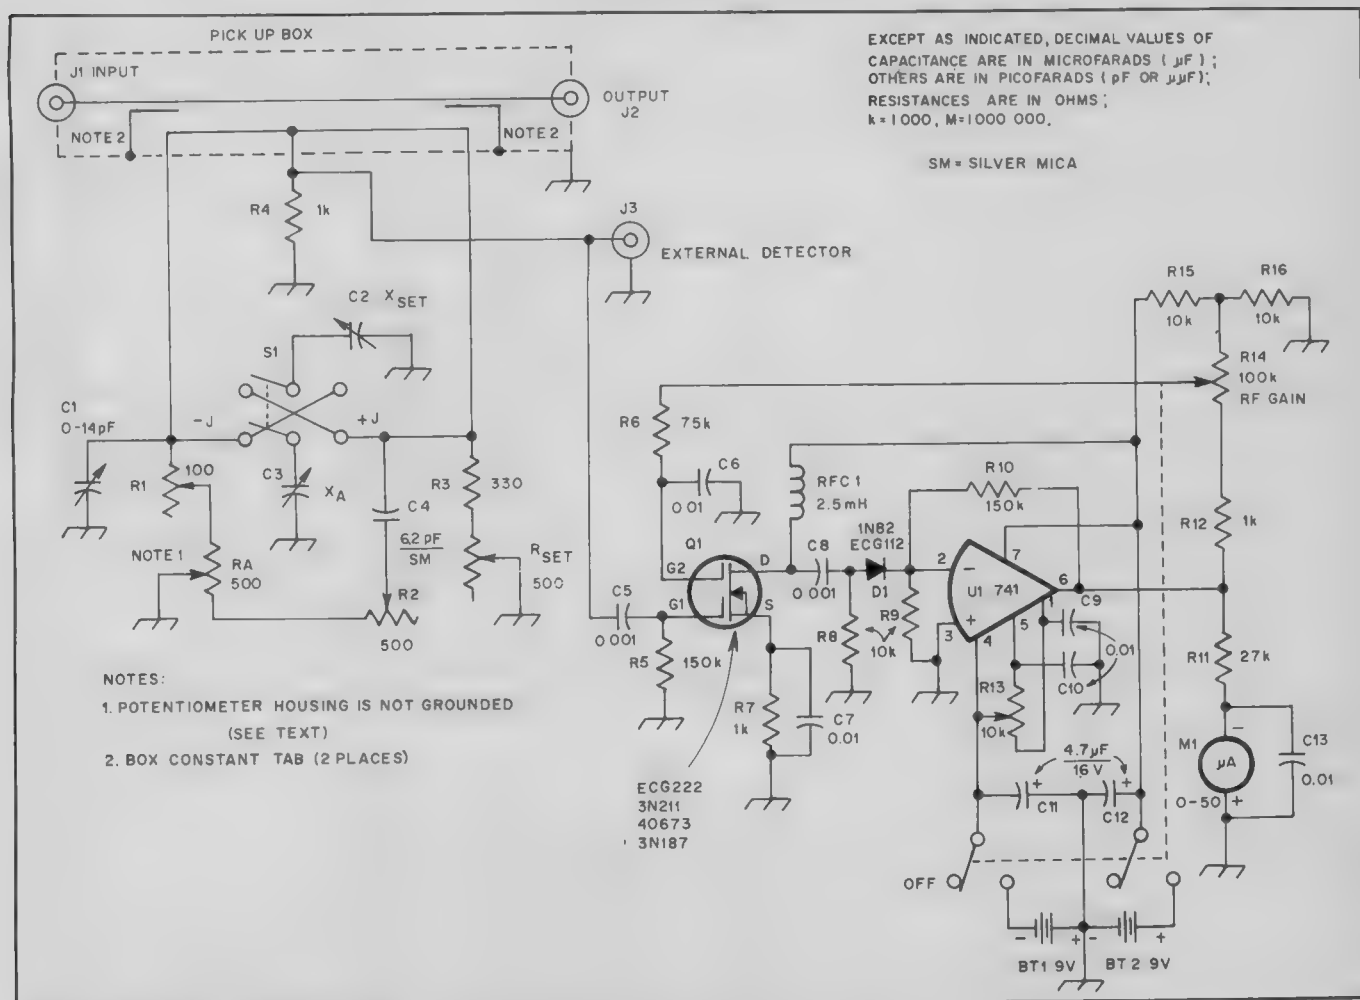 PICK UP BOX
J1 INPUT
OUTPUT
J2
NOTE 2
NOTE 2
EXCEPT AS INDICATED, DECIMAL VALUES OF
CAPACITANCE ARE IN MICROFARADS ( µF ) ;
OTHERS ARE IN PICOFARADS ( pF OR µµF);
RESISTANCES ARE IN OHMS ;
k = 1000, M=1000 000.
SM = SILVER MICA
R4
1k
J3
EXTERNAL DETECTOR
C2 XSET
S1
-J
+J
C1
0-14pF
R1
100
C3
XA
C4
6.2 pF
SM
R3
330
RSET
500
NOTE 1
RA
500
R2
500
NOTES:
1. POTENTIOMETER HOUSING IS NOT GROUNDED
(SEE TEXT)
2. BOX CONSTANT TAB (2 PLACES)
R6
75k
C6
0.01
RFC 1
2.5mH
Q1
G2
G1
D
S
C5
0.001
R5
150k
R7
1k
C7
0.01
ECG222
3N211
40673
3N187
C8
0.001
1N82
ECG112
D1
R8
R9
10k
R10
150k
2
3
4
5
1
6
7
-
+
U1 741
C9
0.01
C10
R13
10k
4.7µF
16 V
+
+
C11
C12
R15
10k
R16
10k
R14
100k
RF GAIN
R12
1k
R11
27k
M1
µA
-
+
0-50
C13
0.01
OFF
- +
- +
BT1 9V
BT2 9V